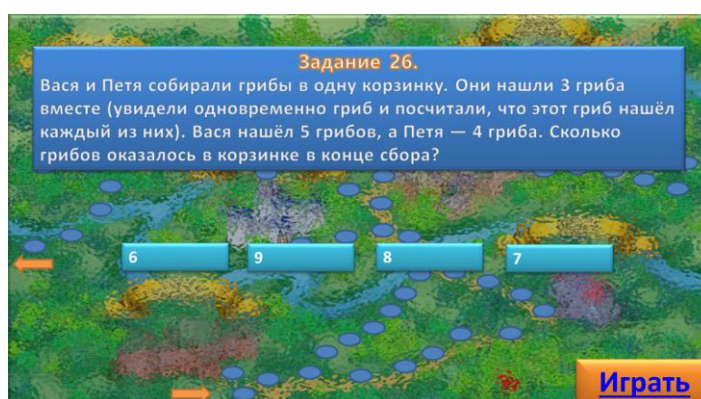 Задание 26.
Вася и Петя собирали грибы в одну корзинку. Они нашли 3 гриба
вместе (увидели одновременно гриб и посчитали, что этот гриб нашёл
каждый из них). Вася нашёл 5 грибов, а Петя — 4 гриба. Сколько
грибов оказалось в корзинке в конце сбора?
6
9
8
7
Играть